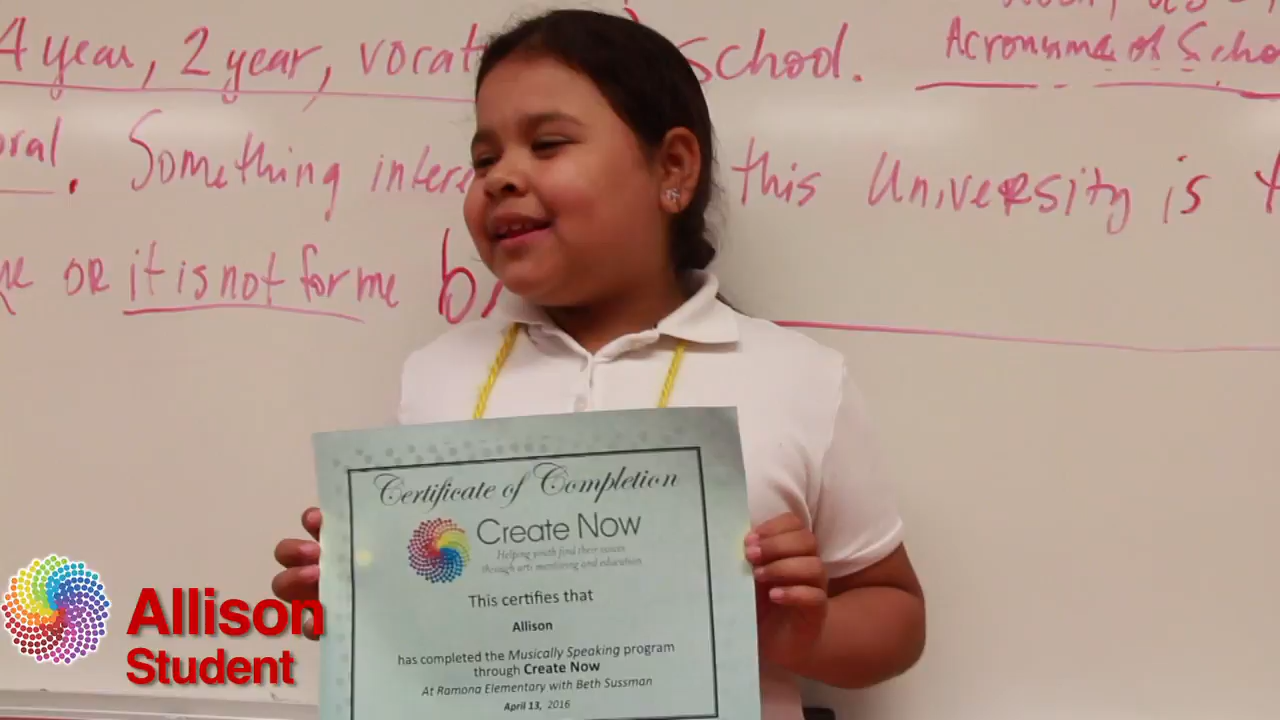 4 year, 2 year, vocat School.
Acronyms of Scho
oral. Something inter this University is
OR it is not for me
Certificate of Completion
Create Now
Helping youth find their voices
through arts mentoring and education
This certifies that
Allison
has completed the Musically Speaking program
through Create Now
At Ramona Elementary with Beth Sussman
April 13, 2016
Allison
Student